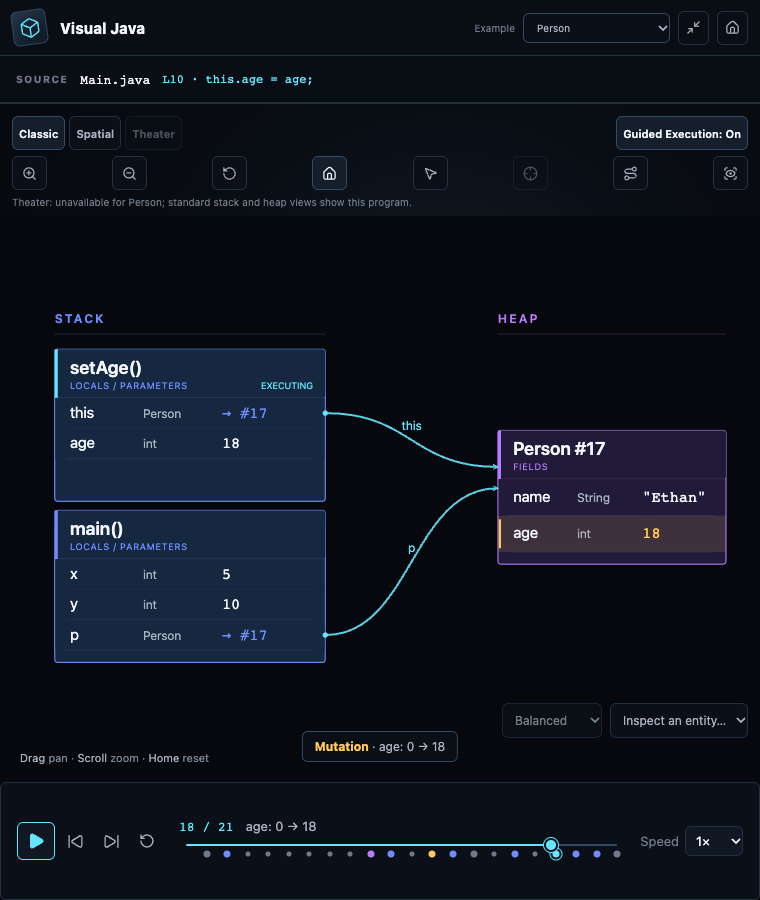 Visual Java
Example
Person
SOURCE Main.java L10 · this.age = age;
Classic
Spatial
Theater
Guided Execution: On
Theater: unavailable for Person; standard stack and heap views show this program.
STACK
HEAP
setAge()
LOCALS / PARAMETERS
EXECUTING
this Person → #17
age int 18
main()
LOCALS / PARAMETERS
x int 5
y int 10
p Person → #17
this
p
Person #17
FIELDS
name String "Ethan"
age int 18
Balanced
Inspect an entity...
Mutation · age: 0 → 18
Drag pan · Scroll zoom · Home reset
18 / 21 age: 0 → 18
Speed
1×